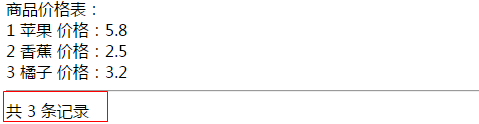 商品价格表：
1 苹果 价格：5.8
2 香蕉 价格：2.5
3 橘子 价格：3.2
共 3 条记录